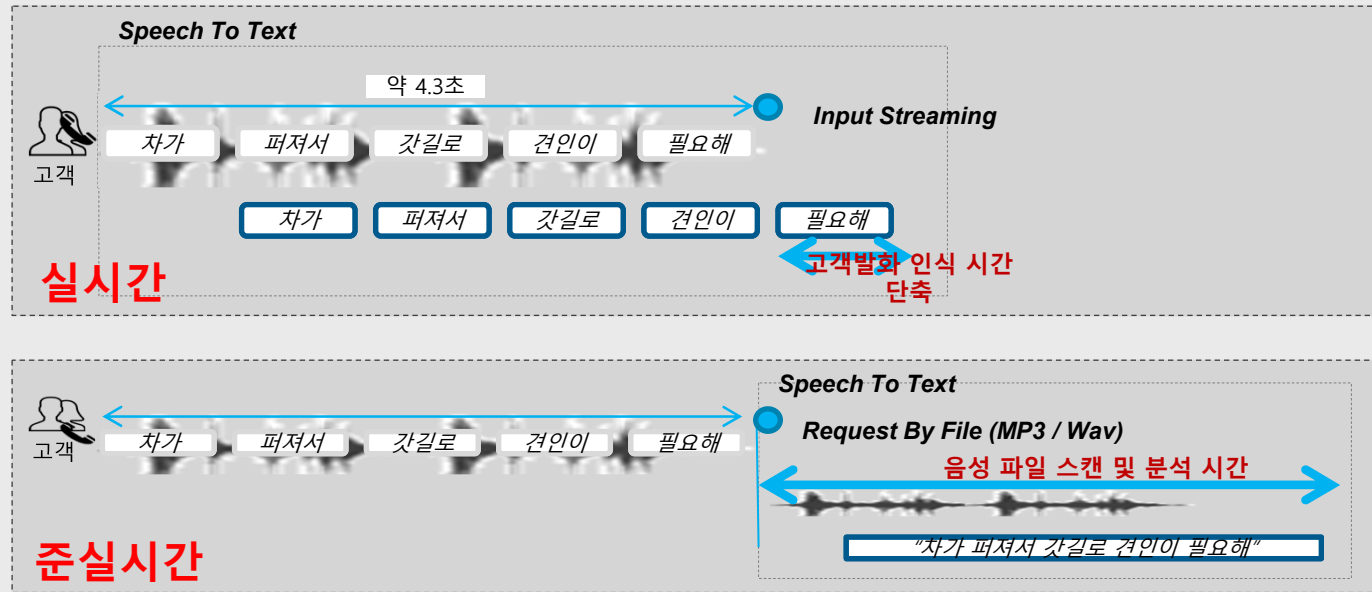 Speech To Text
약 4.3초
Input Streaming
차가 퍼져서 갓길로 견인이 필요해
고객
차가 퍼져서 갓길로 견인이 필요해
고객발화 인식 시간
단축
실시간
Speech To Text
고객
차가 퍼져서 갓길로 견인이 필요해
Request By File (MP3 / Wav)
음성 파일 스캔 및 분석 시간
"차가 퍼져서 갓길로 견인이 필요해"
준실시간